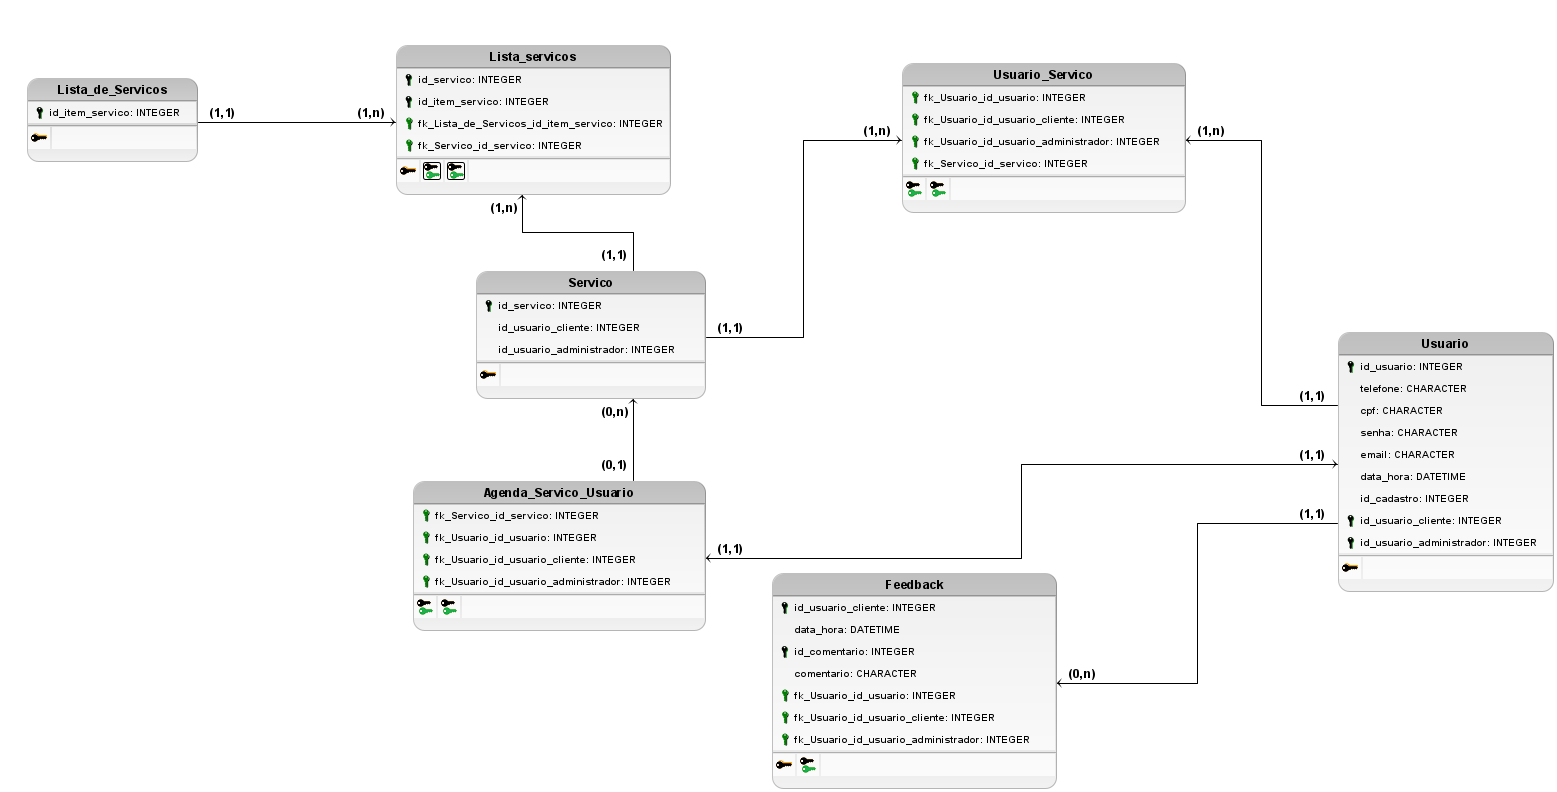 Lista_de_Servicos
id_item_servico: INTEGER
(1,1)
(1,n)
Lista_servicos
id_servico: INTEGER
id_item_servico: INTEGER
fk_Lista_de_Servicos_id_item_servico: INTEGER
fk_Servico_id_servico: INTEGER
(1,n)
(1,1)
Usuario_Servico
fk_Usuario_id_usuario: INTEGER
fk_Usuario_id_usuario_cliente: INTEGER
fk_Usuario_id_usuario_administrador: INTEGER
fk_Servico_id_servico: INTEGER
(1,n)
(1,n)
Servico
id_servico: INTEGER
id_usuario_cliente: INTEGER
id_usuario_administrador: INTEGER
(1,1)
(0,n)
(0,1)
Usuario
id_usuario: INTEGER
telefone: CHARACTER
cpf: CHARACTER
senha: CHARACTER
email: CHARACTER
data_hora: DATETIME
id_cadastro: INTEGER
id_usuario_cliente: INTEGER
id_usuario_administrador: INTEGER
(1,1)
(1,1)
(1,1)
Agenda_Servico_Usuario
fk_Servico_id_servico: INTEGER
fk_Usuario_id_usuario: INTEGER
fk_Usuario_id_usuario_cliente: INTEGER
fk_Usuario_id_usuario_administrador: INTEGER
(1,1)
Feedback
id_usuario_cliente: INTEGER
data_hora: DATETIME
id_comentario: INTEGER
comentario: CHARACTER
fk_Usuario_id_usuario: INTEGER
fk_Usuario_id_usuario_cliente: INTEGER
fk_Usuario_id_usuario_administrador: INTEGER
(0,n)